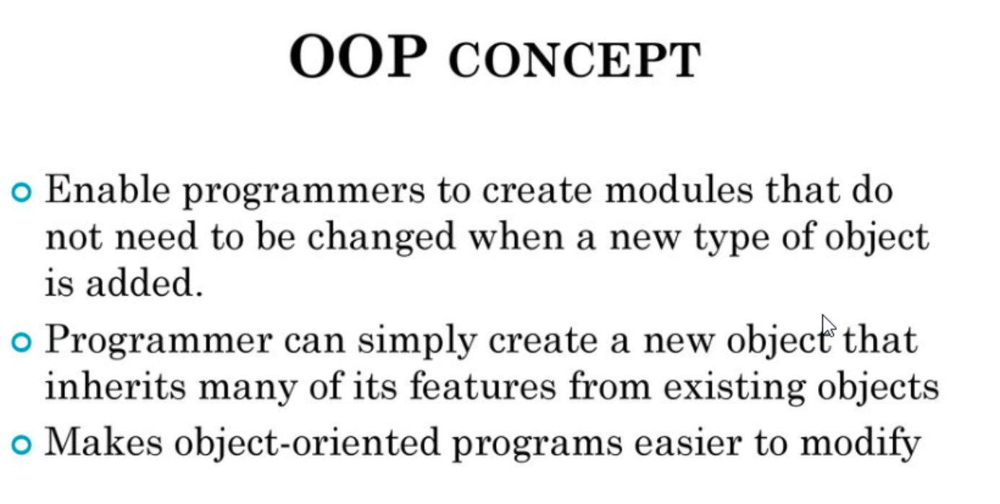 OOP CONCEPT
Enable programmers to create modules that do
not need to be changed when a new type of object
is added.
Programmer can simply create a new object that
inherits many of its features from existing objects
Makes object-oriented programs easier to modify